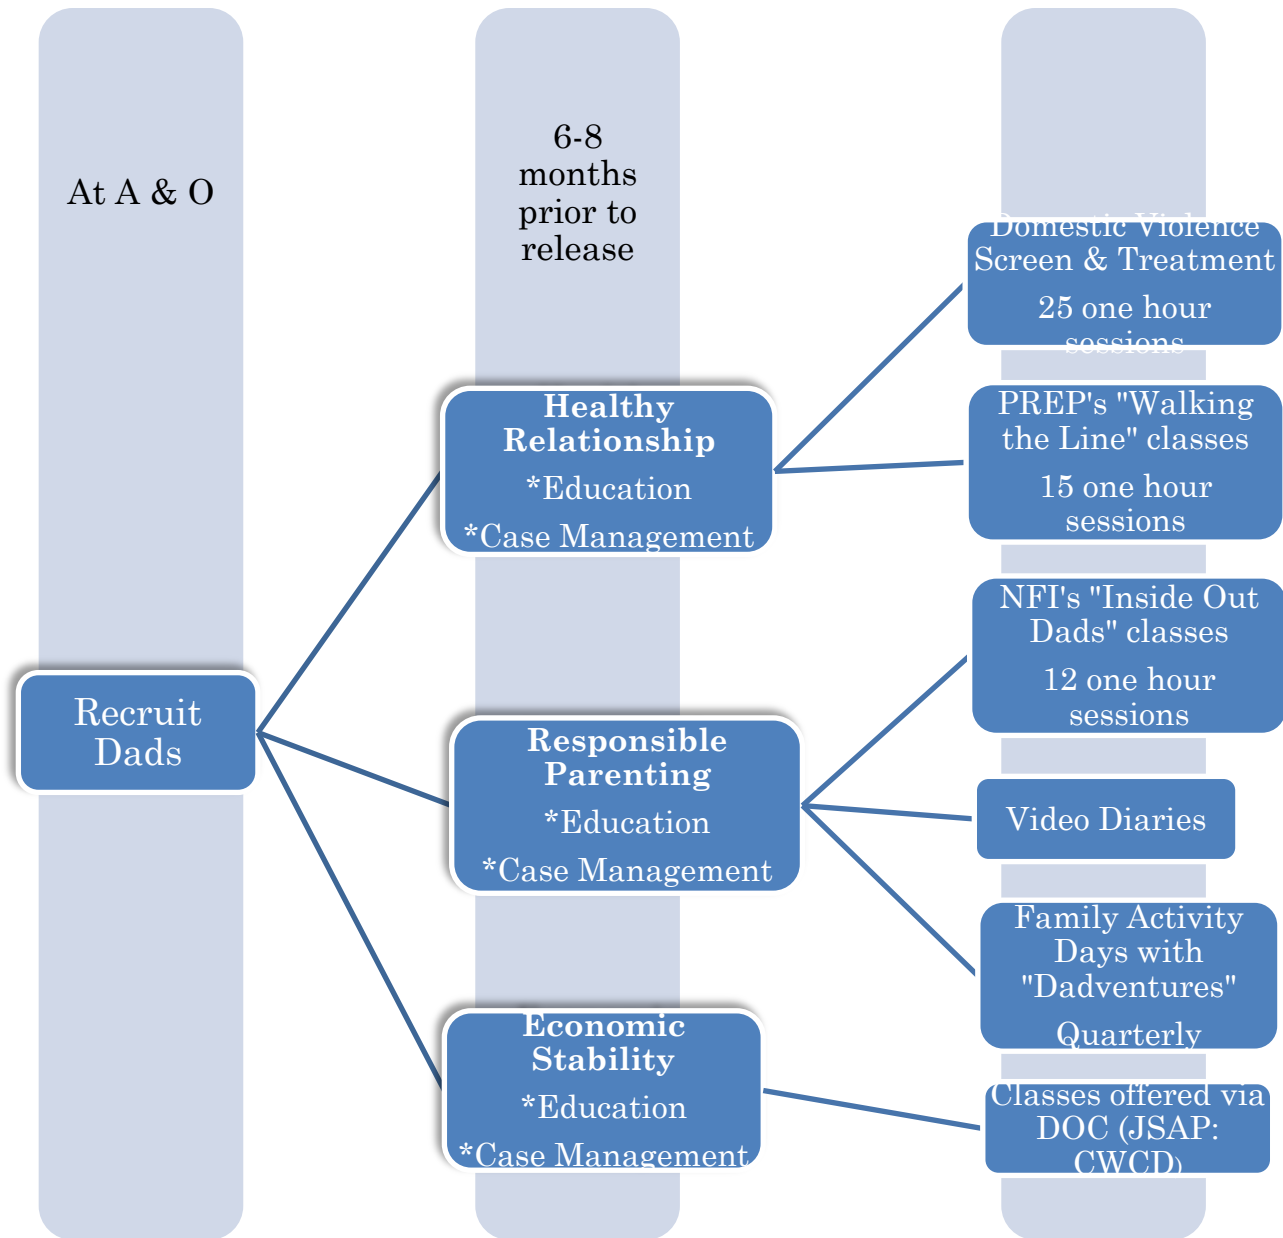 At A & O
6-8
months
prior to
release
Recruit
Dads
Healthy
Relationship
*Education
*Case Management
Responsible
Parenting
*Education
*Case Management
Economic
Stability
*Education
*Case Management
Domestic Violence
Screen & Treatment
25 one hour
sessions
PREP's "Walking
the Line" classes
15 one hour
sessions
NFI's "Inside Out
Dads" classes
12 one hour
sessions
Video Diaries
Family Activity
Days with
"Dadventures"
Quarterly
Classes offered via
DOC (JSAP:
CWCD)